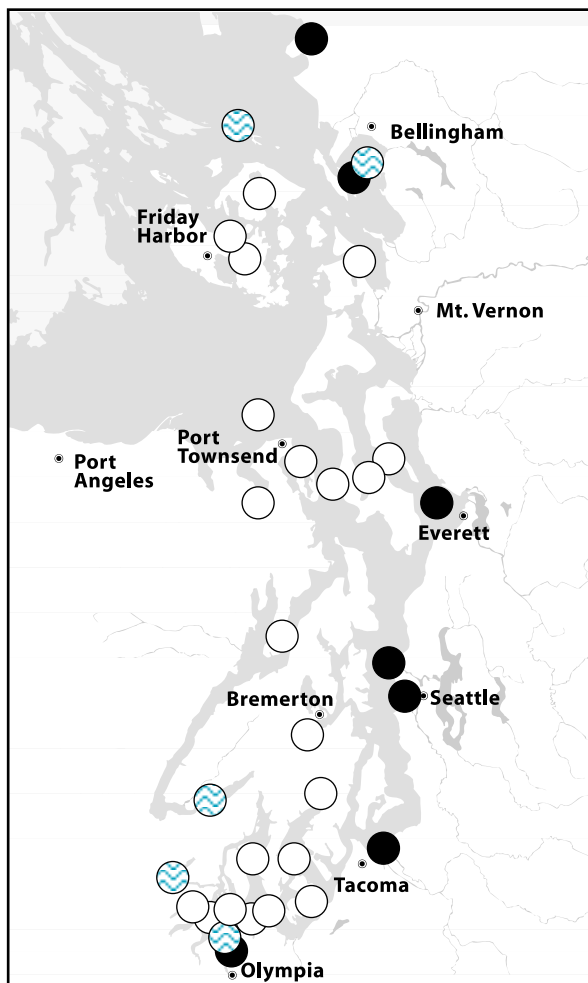 Bellingham
Friday
Harbor
Mt. Vernon
Port
Townsend
Port
Angeles
Everett
Bremerton
Seattle
Tacoma
Olympia